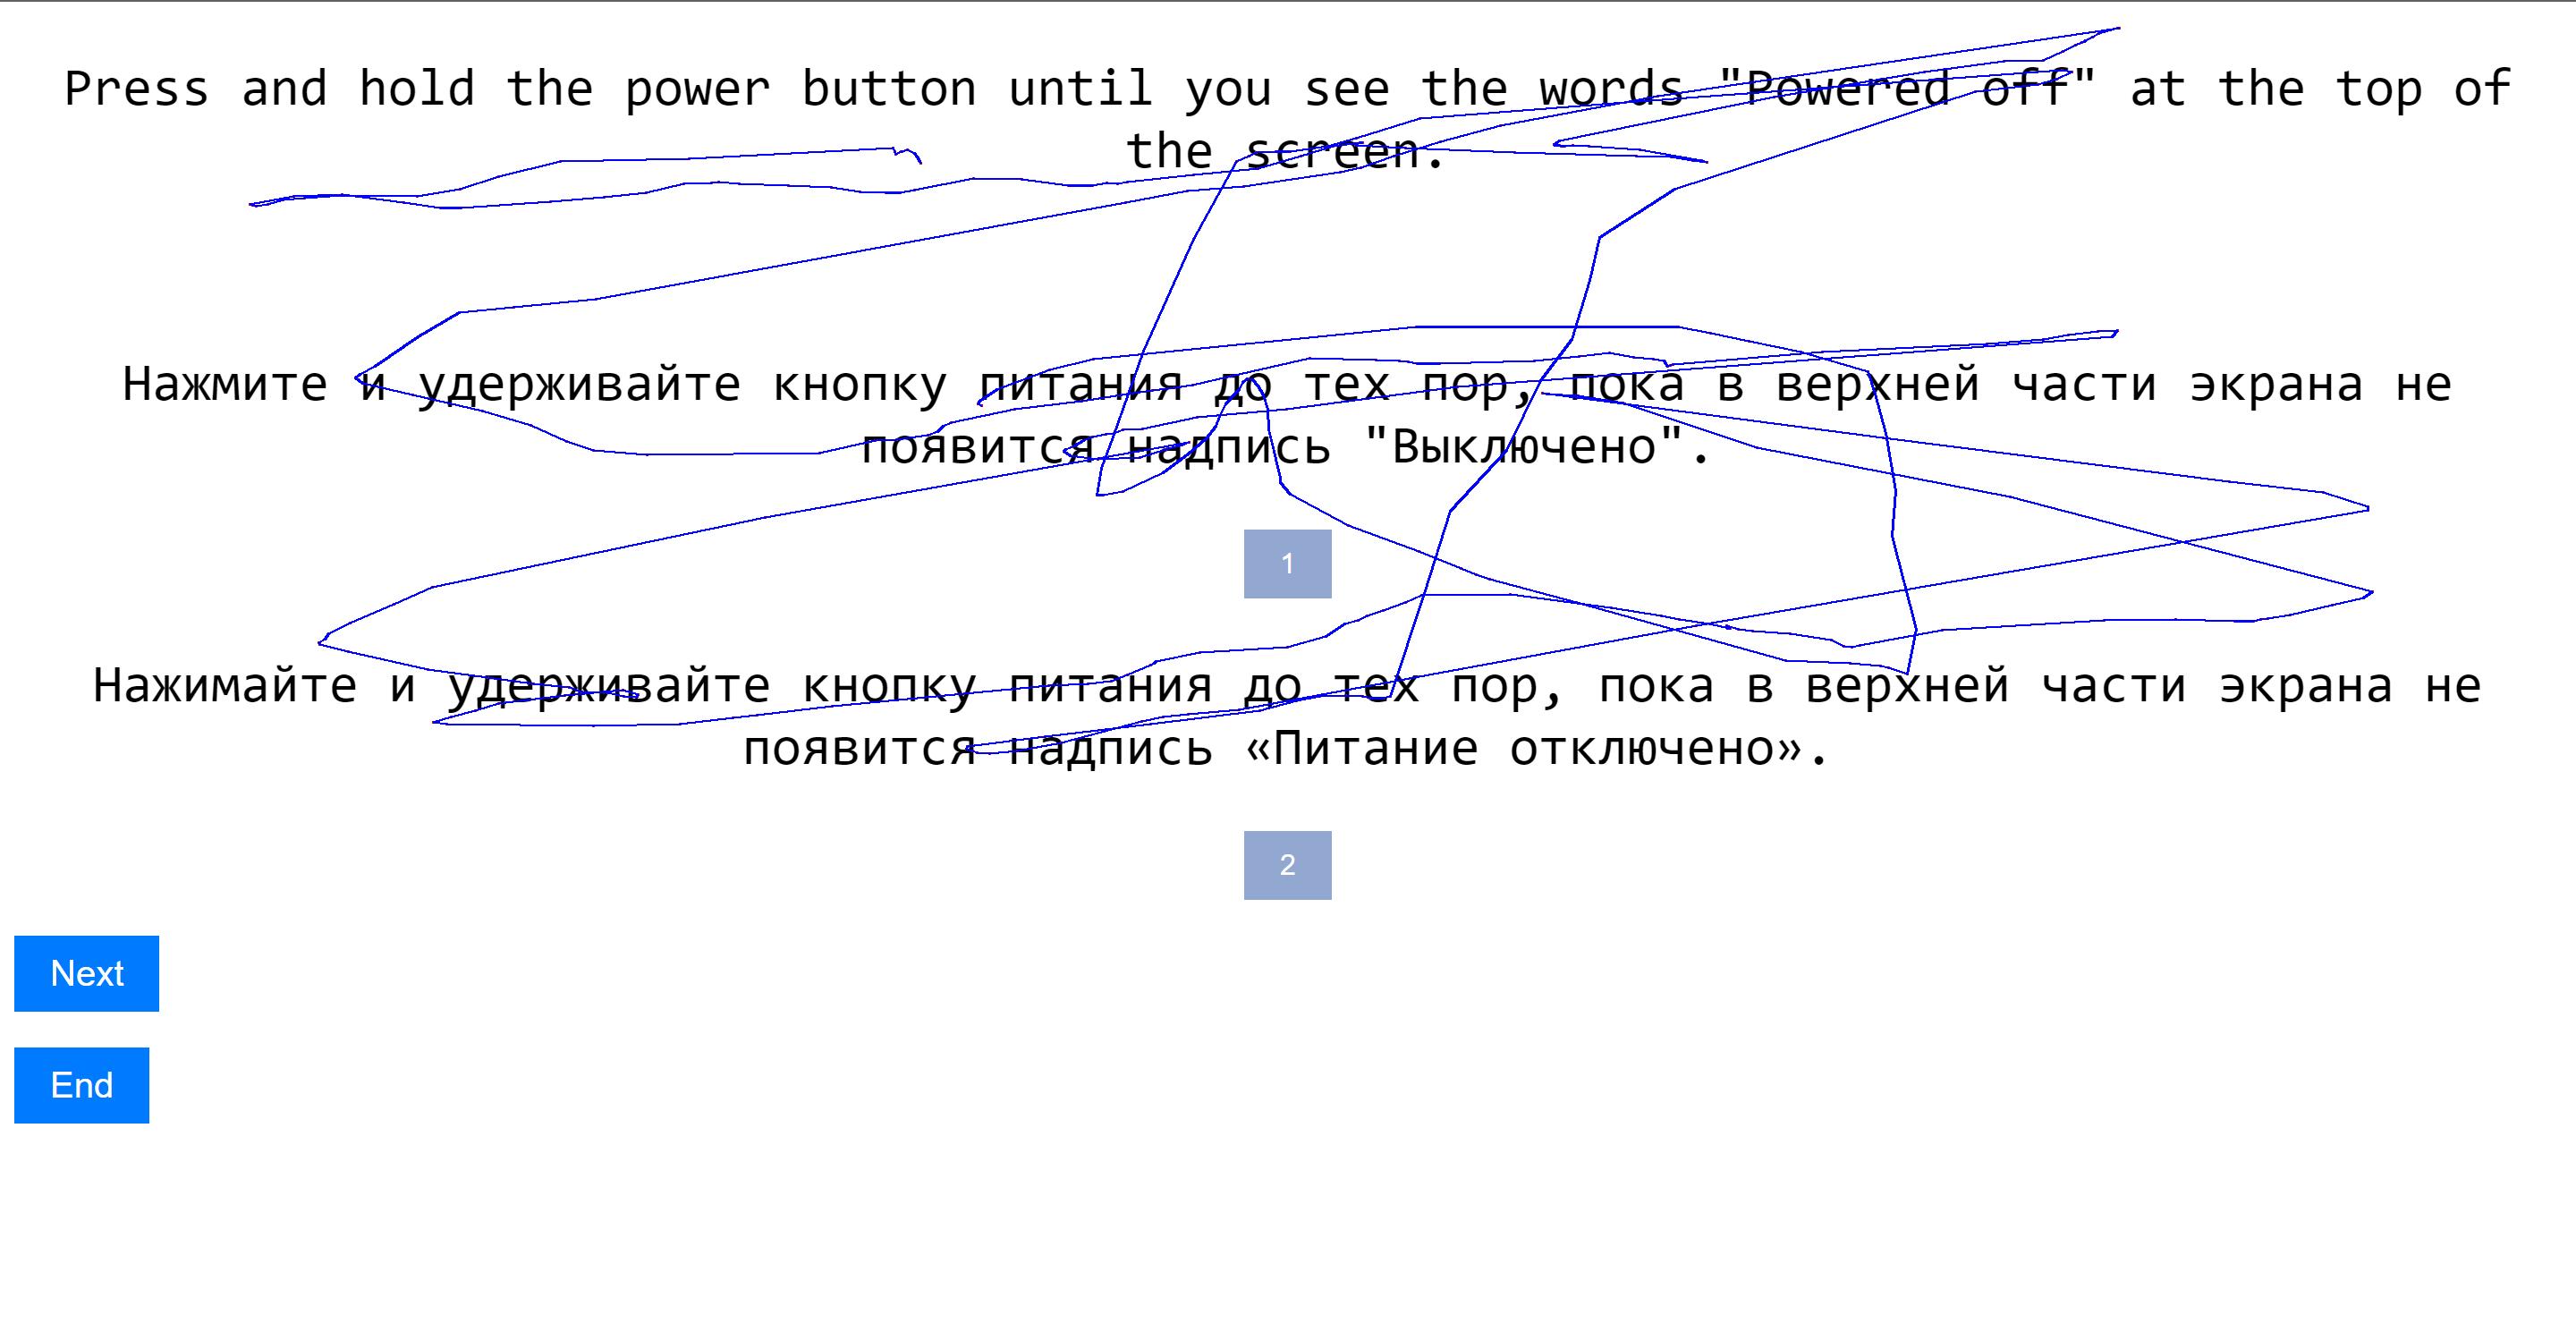 Press and hold the power button until you see the words "Powered off" at the top of
the screen.
Нажмите и удерживайте кнопку питания до тех пор, пока в верхней части экрана не
появится надпись "Выключено".
1
Нажимайте и удерживайте кнопку питания до тех пор, пока в верхней части экрана не
появится надпись «Питание отключено».
2
Next
End